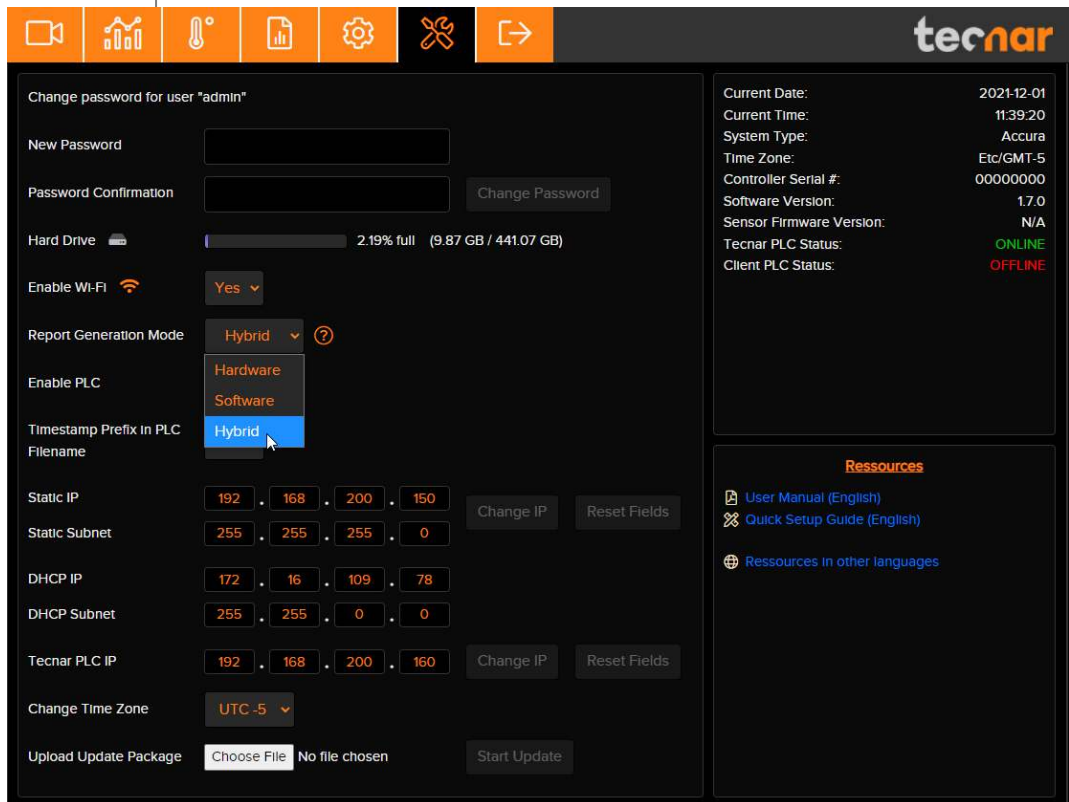 tecnar
Change password for user "admin"
New Password
Password Confirmation
Change Password
Hard Drive
2.19% full (9.87 GB / 441.07 GB)
Enable Wi-Fi
Yes
Report Generation Mode
Hybrid
?
Hardware
Enable PLC
Software
Hybrid
Timestamp Prefix in PLC
Filename
Static IP
192 . 168 . 200 . 150
Change IP
Reset Fields
Static Subnet
255 . 255 . 255 . 0
DHCP IP
172 . 16 . 109 . 78
DHCP Subnet
255 . 255 . 0 . 0
Tecnar PLC IP
192 . 168 . 200 . 160
Change IP
Reset Fields
Change Time Zone
UTC -5
Upload Update Package
Choose File No file chosen
Start Update
Current Date: 2021-12-01
Current Time: 11:39:20
System Type: Accura
Time Zone: Etc/GMT-5
Controller Serial #: 00000000
Software Version: 1.7.0
Sensor Firmware Version: N/A
Tecnar PLC Status: ONLINE
Client PLC Status: OFFLINE
Ressources
User Manual (English)
Quick Setup Guide (English)
Ressources in other languages